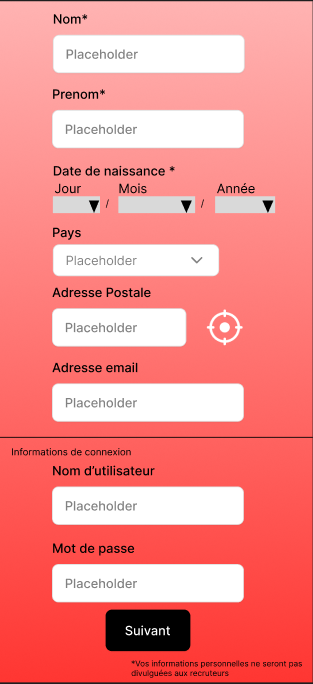 Nom*
Placeholder
Prenom*
Placeholder
Date de naissance *
Jour Mois Année
/ /
Pays
Placeholder
Adresse Postale
Placeholder
Adresse email
Placeholder
Informations de connexion
Nom d’utilisateur
Placeholder
Mot de passe
Placeholder
Suivant
*Vos informations personnelles ne seront pas
divulguées aux recruteurs